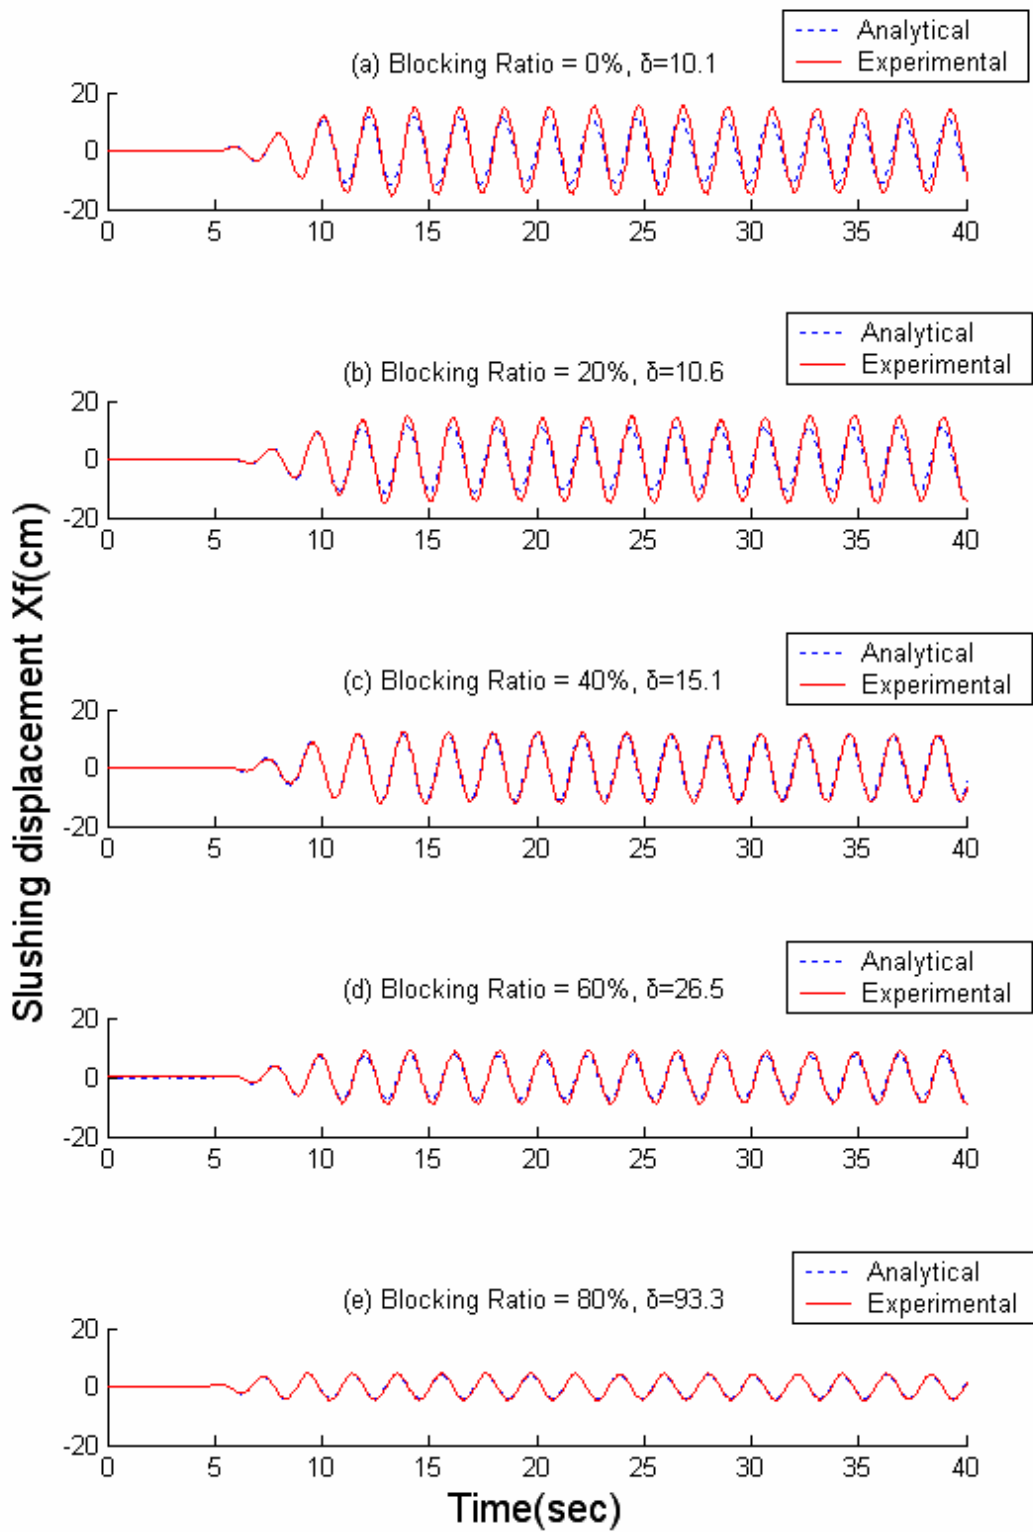 Analytical
Experimental
(a) Blocking Ratio = 0%, δ=10.1
20
0
-20
0 5 10 15 20 25 30 35 40
Analytical
Experimental
(b) Blocking Ratio = 20%, δ=10.6
20
0
-20
0 5 10 15 20 25 30 35 40
Analytical
Experimental
(c) Blocking Ratio = 40%, δ=15.1
20
0
-20
0 5 10 15 20 25 30 35 40
Analytical
Experimental
(d) Blocking Ratio = 60%, δ=26.5
20
0
-20
0 5 10 15 20 25 30 35 40
Analytical
Experimental
(e) Blocking Ratio = 80%, δ=93.3
20
0
-20
0 5 10 15 20 25 30 35 40
Slushing displacement Xf(cm)
Time(sec)